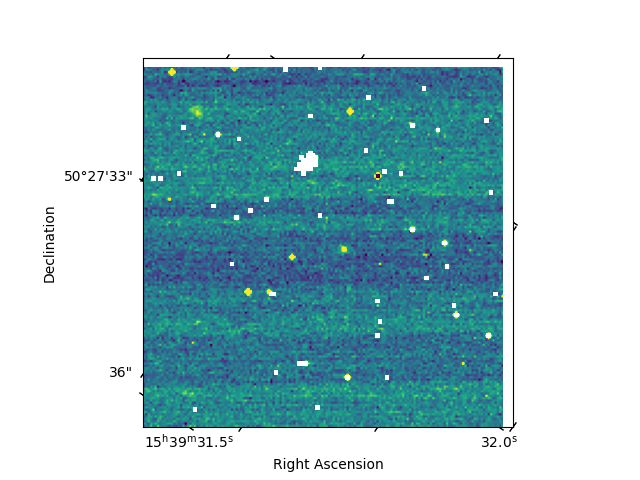 50°27'33"
Declination
36"
15ʰ39ᵐ31.5ˢ
32.0ˢ
Right Ascension